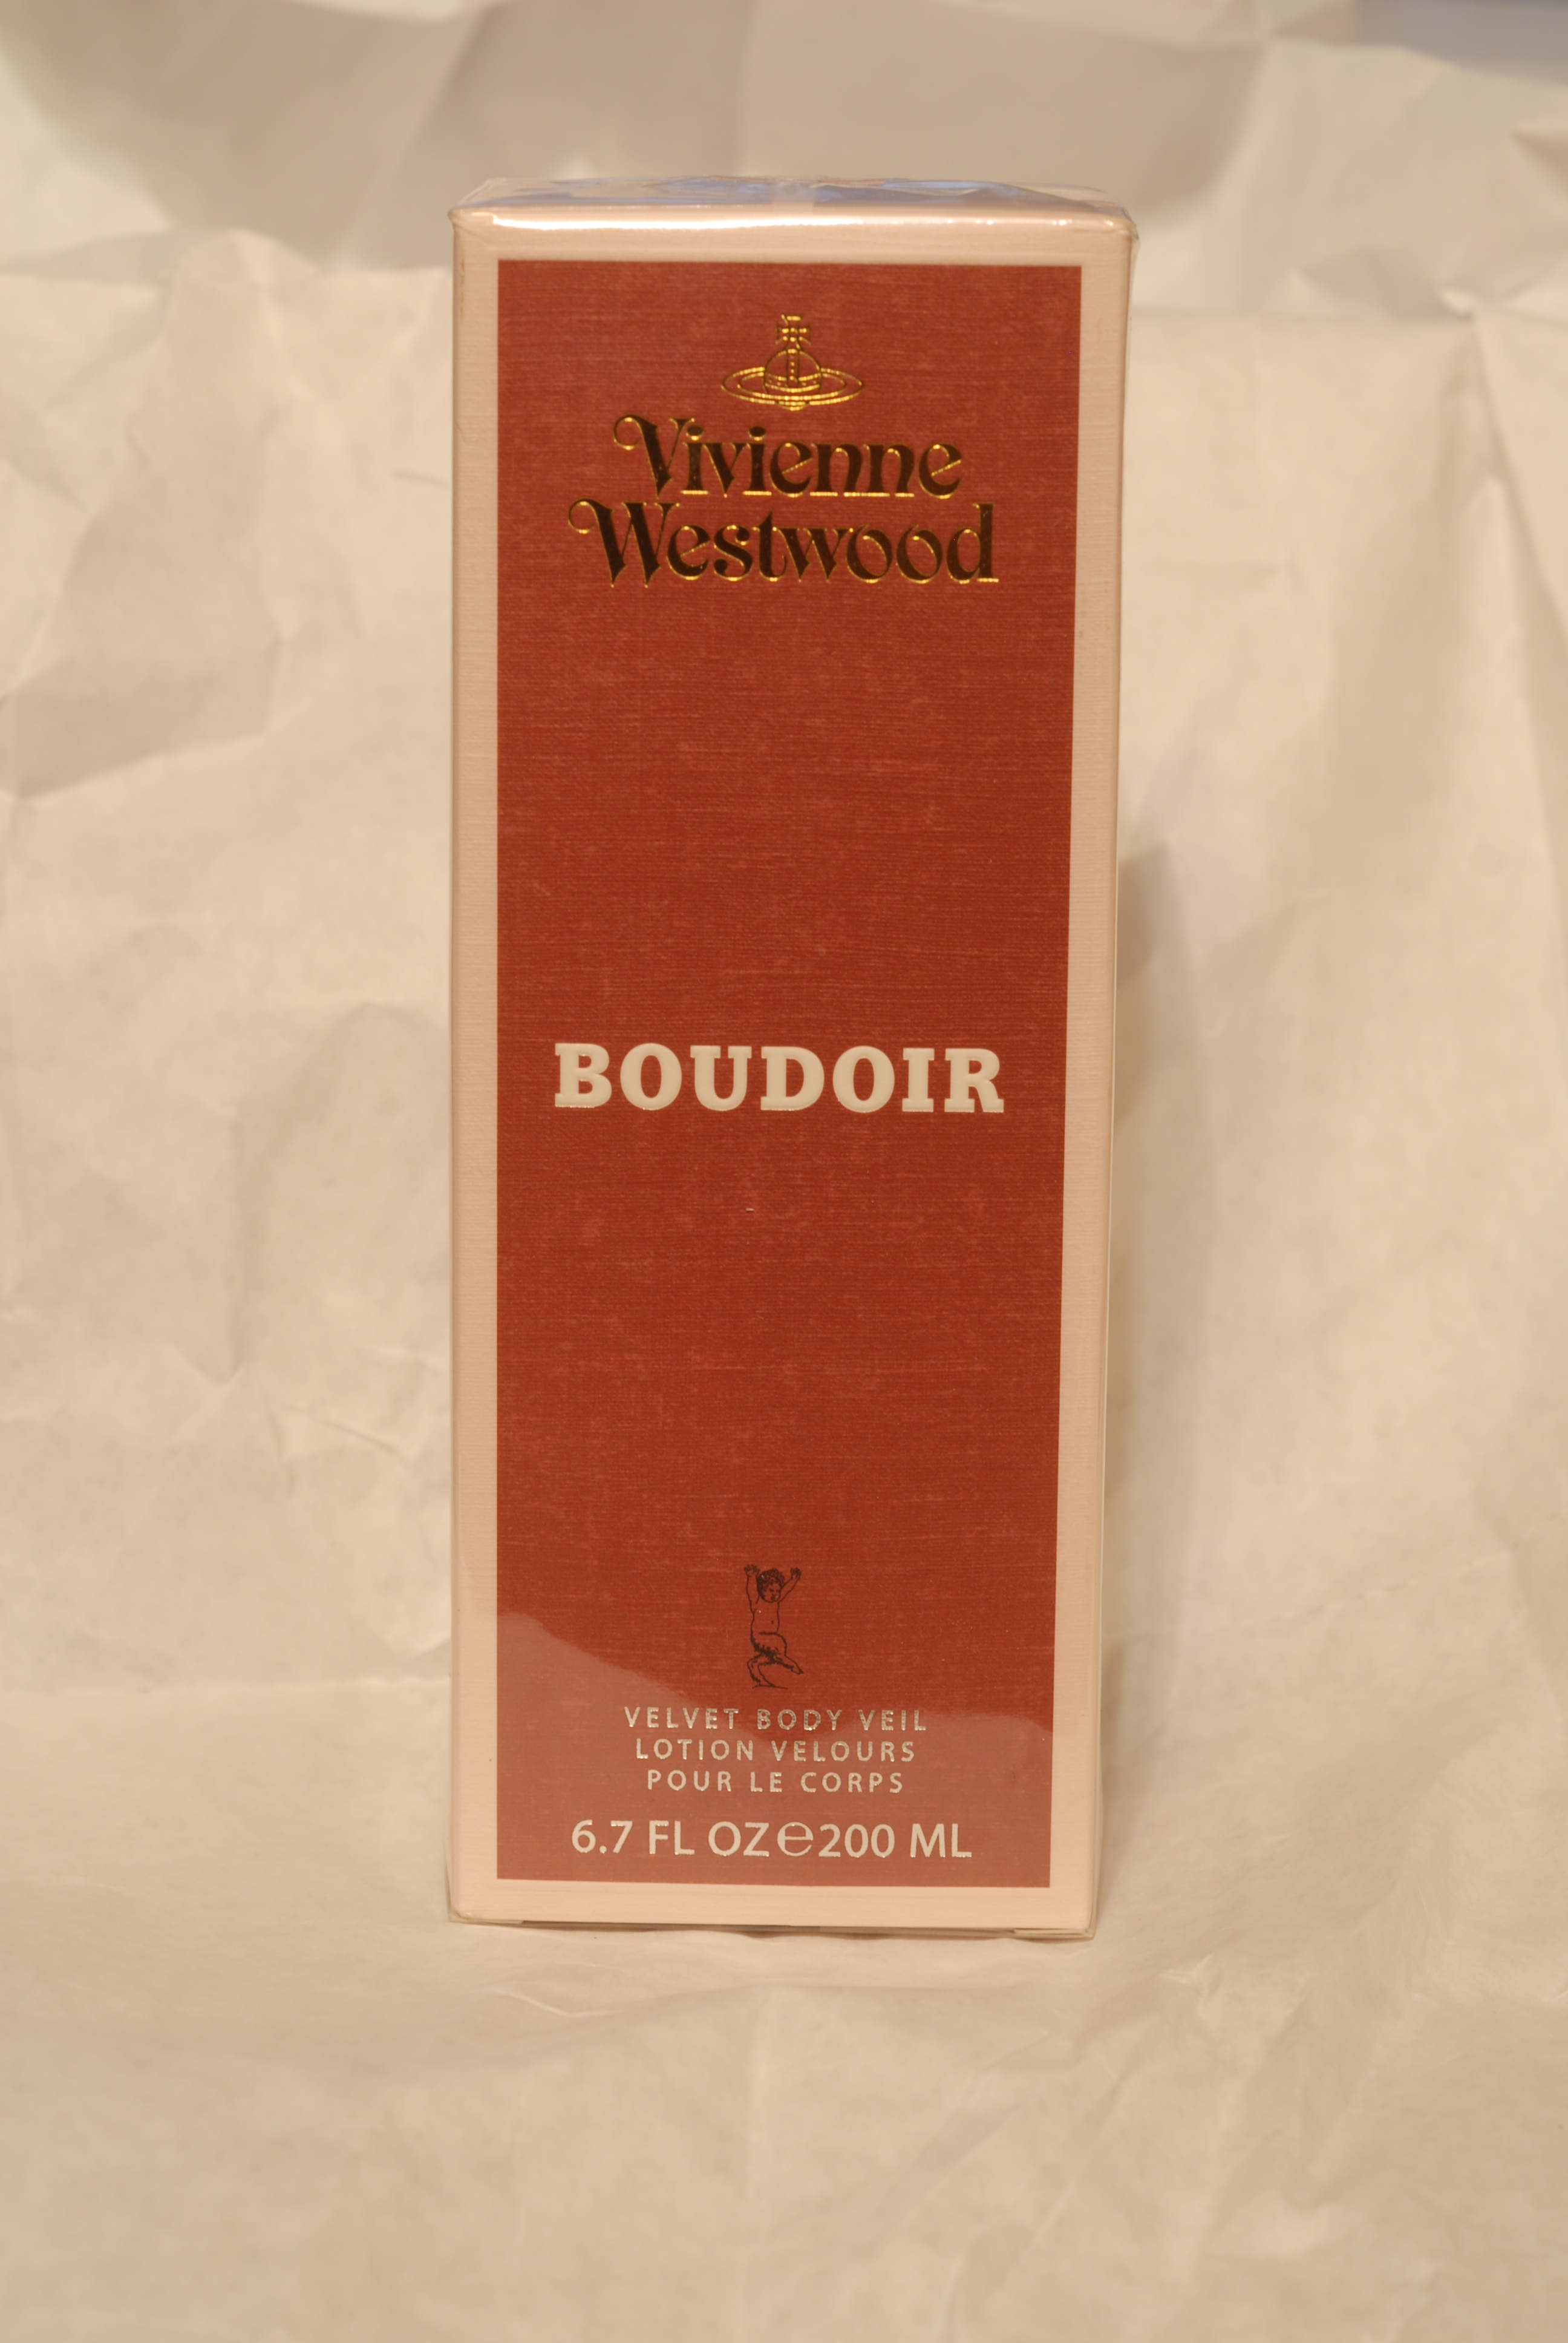 Vivienne
Westwood
BOUDOIR
VELVET BODY VEIL
LOTION VELOURS
POUR LE CORPS
6.7 FL OZ℮200 ML